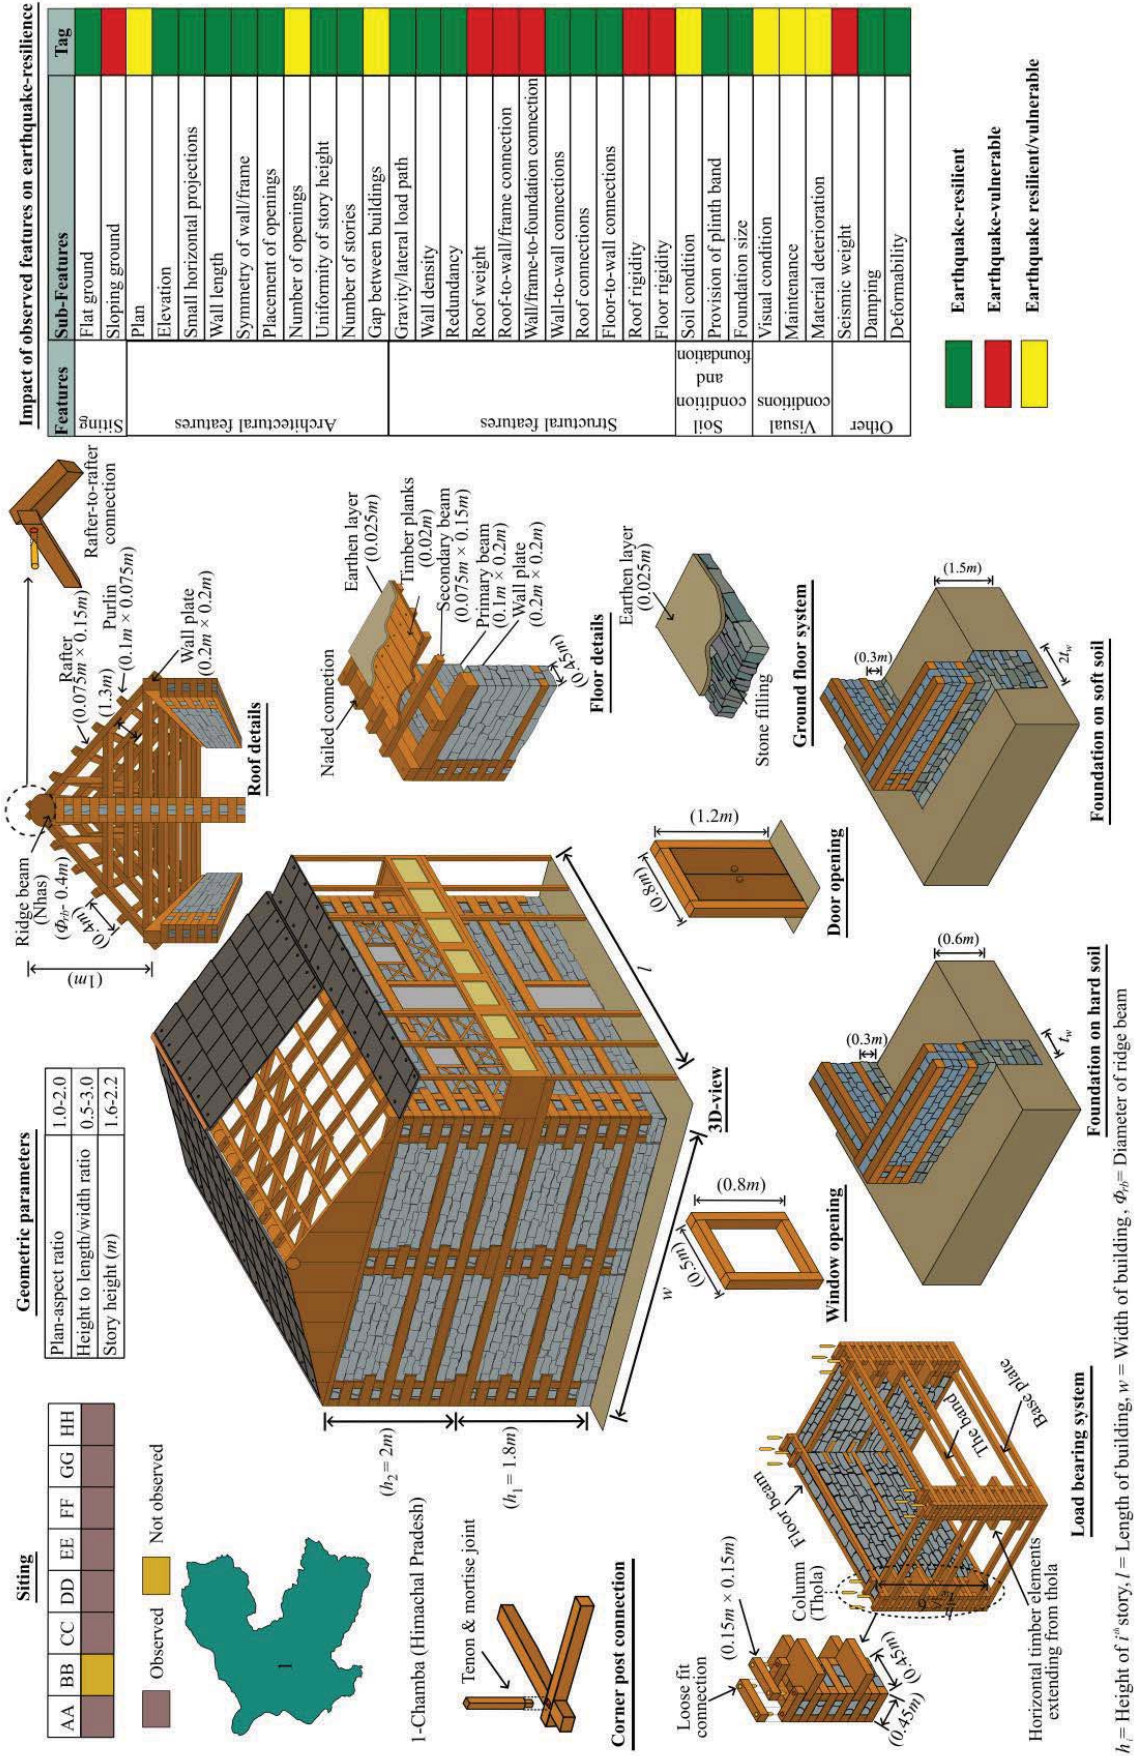 Siting
AA BB CC DD EE FF GG HH
Observed
Not observed
1
1-Chamba (Himachal Pradesh)
Geometric parameters
Plan-aspect ratio 1.0-2.0
Height to length/width ratio 0.5-3.0
Story height (m) 1.6-2.2
(1m)
Ridge beam
(Nhas)
(Φrb- 0.4m)
(0.4m)
Rafter
(0.075m × 0.15m)
(1.3m)
Purlin
(0.1m × 0.075m)
Wall plate
(0.2m × 0.2m)
Roof details
Rafter-to-rafter
connection
Impact of observed features on earthquake-resilience
Features Sub-Features Tag
Siting
Flat ground
Sloping ground
Architectural features
Plan
Elevation
Small horizontal projections
Wall length
Symmetry of wall/frame
Placement of openings
Number of openings
Uniformity of story height
Number of stories
Gap between buildings
Structural features
Gravity/lateral load path
Wall density
Redundancy
Roof weight
Roof-to-wall/frame connection
Wall/frame-to-foundation connection
Wall-to-wall connections
Roof connections
Floor-to-wall connections
Roof rigidity
Floor rigidity
Soil condition and foundation
Soil condition
Provision of plinth band
Foundation size
Visual conditions
Visual condition
Maintenance
Material deterioration
Other
Seismic weight
Damping
Deformability
Earthquake-resilient
Earthquake-vulnerable
Earthquake resilient/vulnerable
(h2 = 2m)
(h1 = 1.8m)
w
l
3D-view
Nailed connection
Earthen layer
(0.025m)
Timber planks
(0.02m)
Secondary beam
(0.075m × 0.15m)
Primary beam
(0.1m × 0.2m)
Wall plate
(0.2m × 0.2m)
(0.45m)
Floor details
Tenon & mortise joint
Corner post connection
(0.5m)
(0.8m)
Window opening
(0.8m)
(1.2m)
Door opening
Earthen layer
(0.025m)
Stone filling
Ground floor system
Loose fit
connection
(0.15m × 0.15m)
Column
(Thola)
(0.45m)
(0.45m)
Floor beam
The band
Base plate
Horizontal timber elements
extending from thola
Load bearing system
(0.3m)
(0.6m)
tw
Foundation on hard soil
(0.3m)
(1.5m)
2tw
Foundation on soft soil
hi = Height of ith story, l = Length of building, w = Width of building, Φrb= Diameter of ridge beam